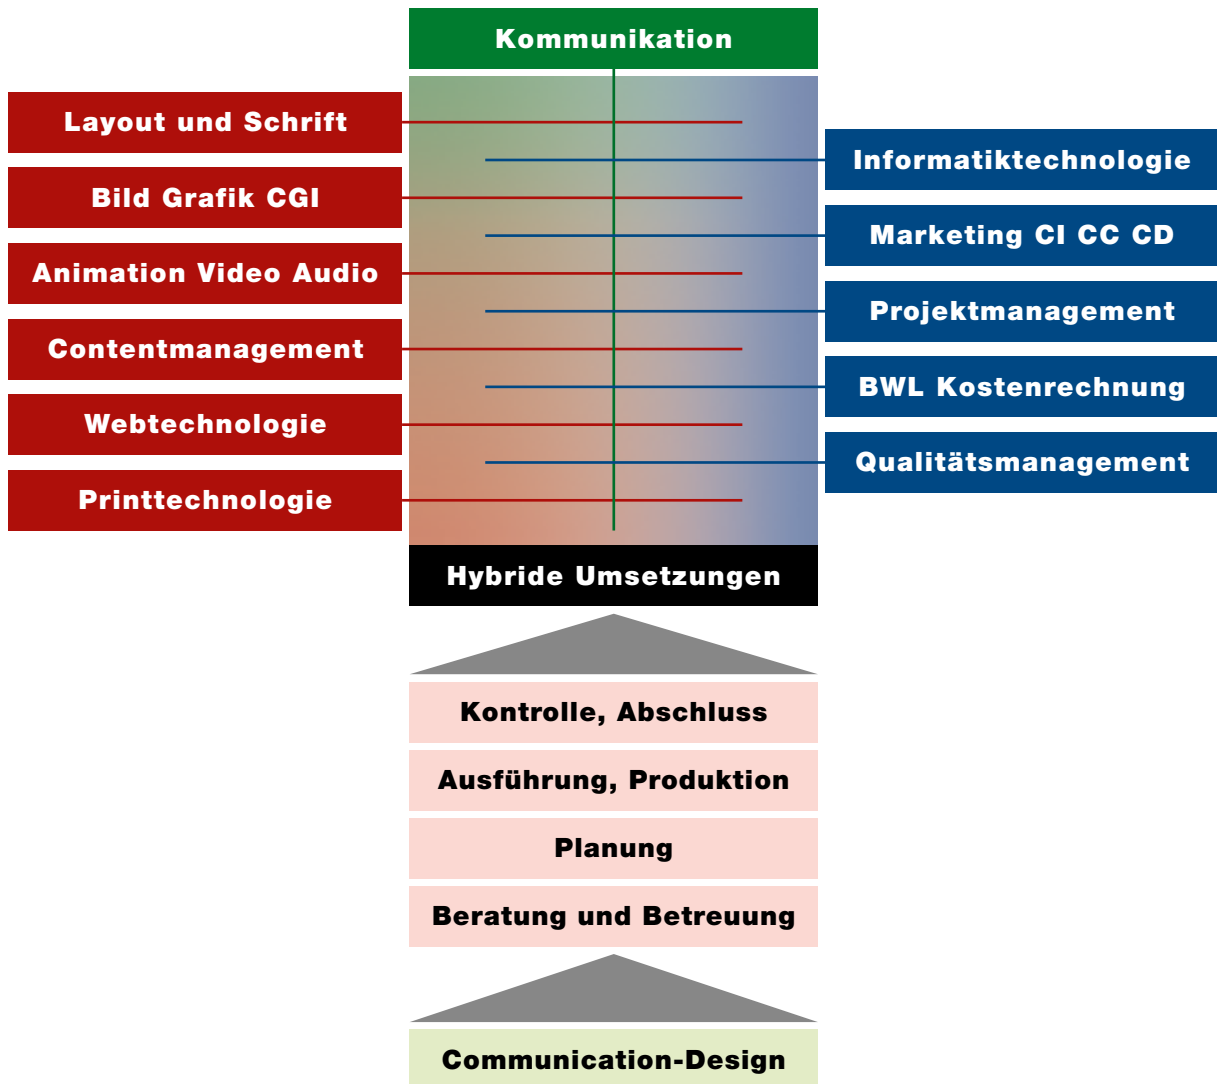 Kommunikation
Layout und Schrift
Informatiktechnologie
Bild Grafik CGI
Marketing CI CC CD
Animation Video Audio
Projektmanagement
Contentmanagement
BWL Kostenrechnung
Webtechnologie
Qualitätsmanagement
Printtechnologie
Hybride Umsetzungen
Kontrolle, Abschluss
Ausführung, Produktion
Planung
Beratung und Betreuung
Communication-Design